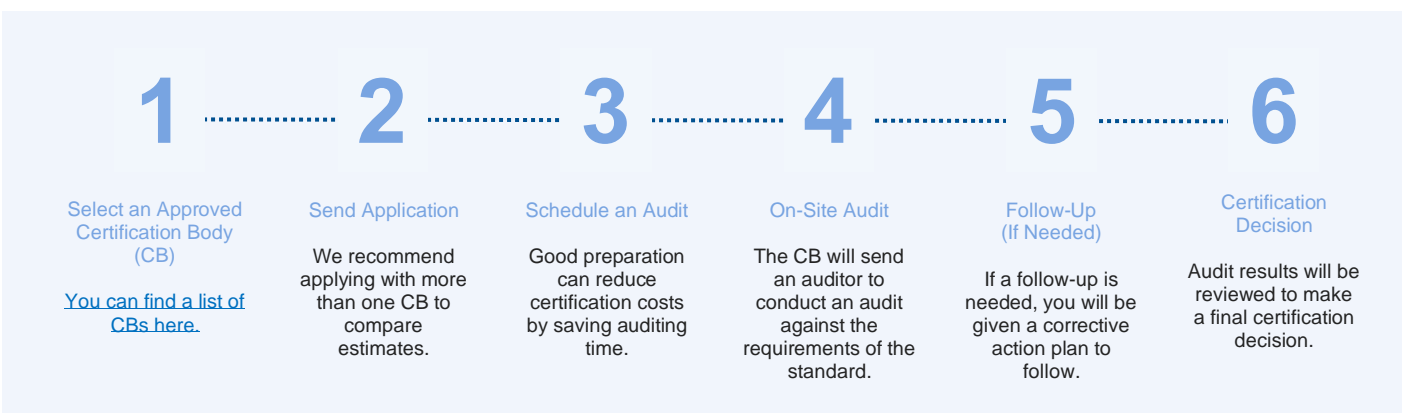 1
Select an Approved
Certification Body
(CB)
You can find a list of
CBs here.
2
Send Application
We recommend
applying with more
than one CB to
compare
estimates.
3
Schedule an Audit
Good preparation
can reduce
certification costs
by saving auditing
time.
4
On-Site Audit
The CB will send
an auditor to
conduct an audit
against the
requirements of the
standard.
5
Follow-Up
(If Needed)
If a follow-up is
needed, you will be
given a corrective
action plan to
follow.
6
Certification
Decision
Audit results will be
reviewed to make
a final certification
decision.